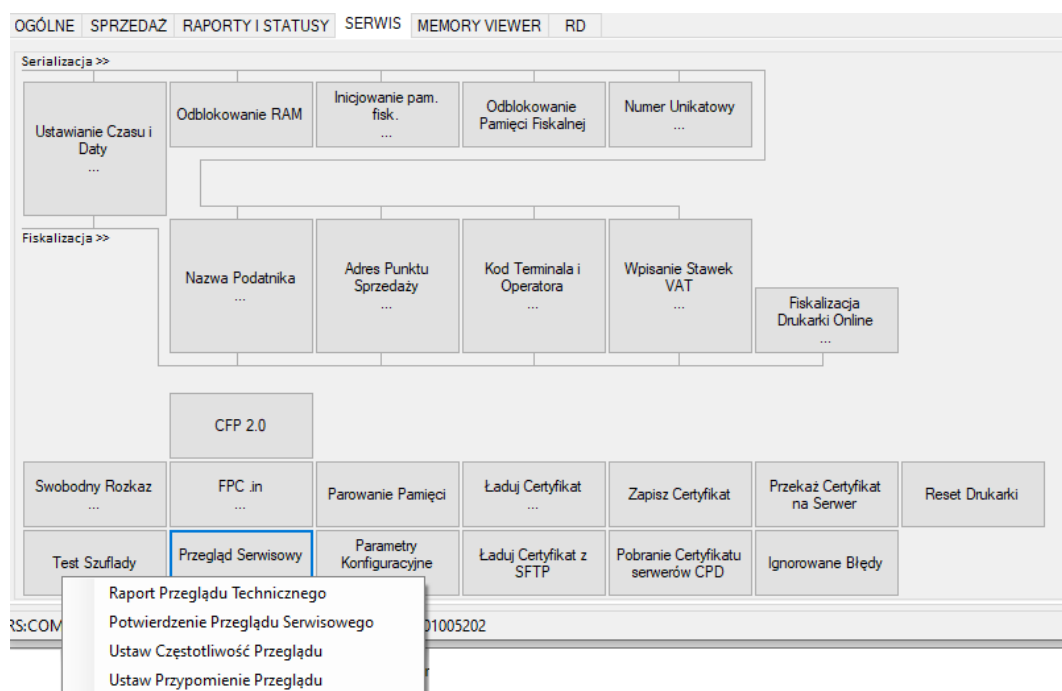 OGÓLNE SPRZEDAŻ RAPORTY I STATUSY SERWIS MEMORY VIEWER RD
Serializacja >>
Ustawianie Czasu i
Daty
...
Odblokowanie RAM
Inicjowanie pam.
fisk.
...
Odblokowanie
Pamięci Fiskalnej
Numer Unikatowy
...
Fiskalizacja >>
Nazwa Podatnika
...
Adres Punktu
Sprzedaży
...
Kod Terminala i
Operatora
...
Wpisanie Stawek
VAT
...
Fiskalizacja
Drukarki Online
...
CFP 2.0
Swobodny Rozkaz
...
FPC .in
...
Parowanie Pamięci
Ładuj Certyfikat
...
Zapisz Certyfikat
Przekaż Certyfikat
na Serwer
Reset Drukarki
Test Szuflady
Przegląd Serwisowy
Parametry
Konfiguracyjne
Ładuj Certyfikat z
SFTP
Pobranie Certyfikatu
serwerów CPD
Ignorowane Błędy
Raport Przeglądu Technicznego
Potwierdzenie Przeglądu Serwisowego
Ustaw Częstotliwość Przeglądu
Ustaw Przypomienie Przeglądu
RS:COM
01005202